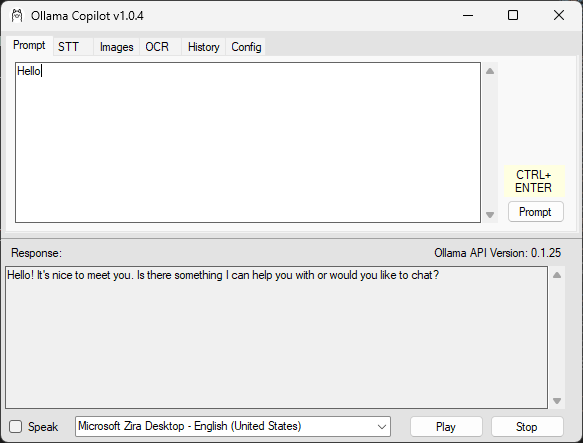 Ollama Copilot v1.0.4
Prompt STT Images OCR History Config
Hello
CTRL+
ENTER
Prompt
Response: Ollama API Version: 0.1.25
Hello! It's nice to meet you. Is there something I can help you with or would you like to chat?
Speak Microsoft Zira Desktop - English (United States) Play Stop